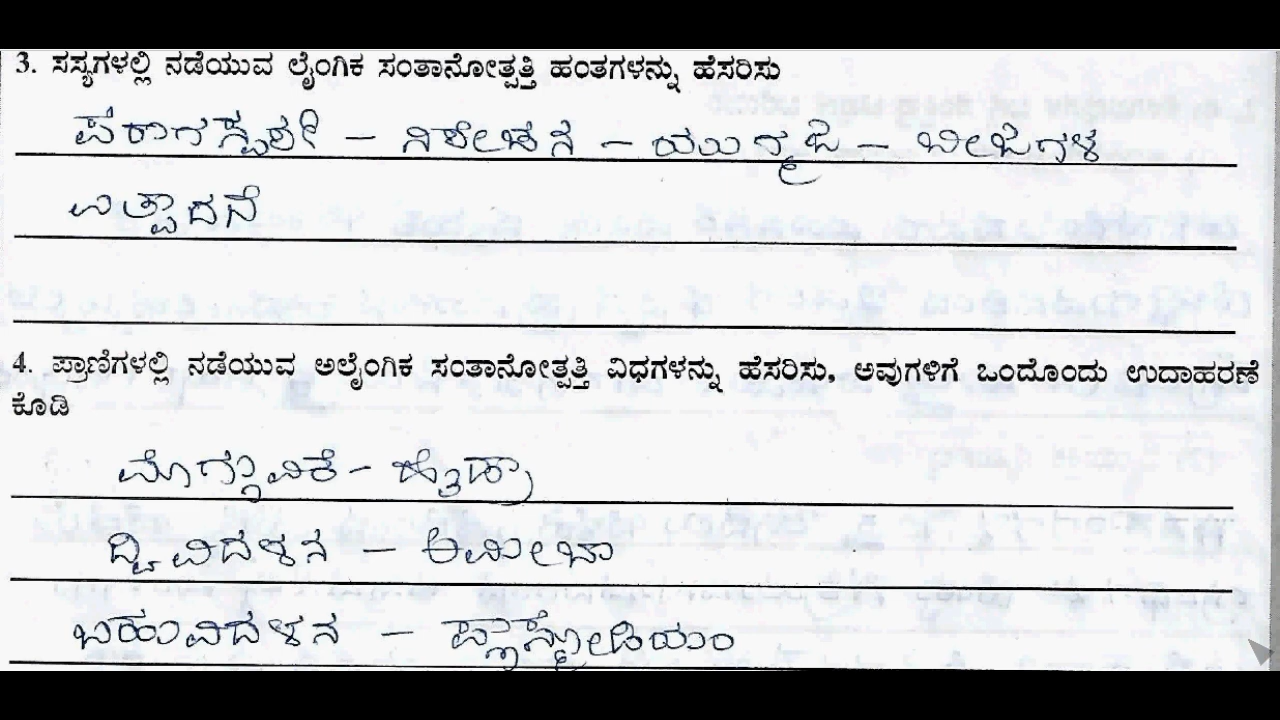 3. ಸಸ್ಯಗಳಲ್ಲಿ ನಡೆಯುವ ಲೈಂಗಿಕ ಸಂತಾನೋತ್ಪತ್ತಿ ಹಂತಗಳನ್ನು ಹೆಸರಿಸು
ಪರಾಗಸ್ಪರ್ಶ – ನಿಶೇಚನ – ಯುಗ್ಮಜ – ಬೀಜಗಳ
ಉತ್ಪಾದನೆ
4. ಪ್ರಾಣಿಗಳಲ್ಲಿ ನಡೆಯುವ ಅಲೈಂಗಿಕ ಸಂತಾನೋತ್ಪತ್ತಿ ವಿಧಗಳನ್ನು ಹೆಸರಿಸು, ಅವುಗಳಿಗೆ ಒಂದೊಂದು ಉದಾಹರಣೆ
ಕೊಡಿ
ಮೊಗ್ಗುವಿಕೆ – ಹೈಡ್ರಾ
ದ್ವಿವಿದಳನ – ಅಮೀಬಾ
ಬಹುವಿದಳನ – ಪ್ಲಾಸ್ಮೋಡಿಯಂ